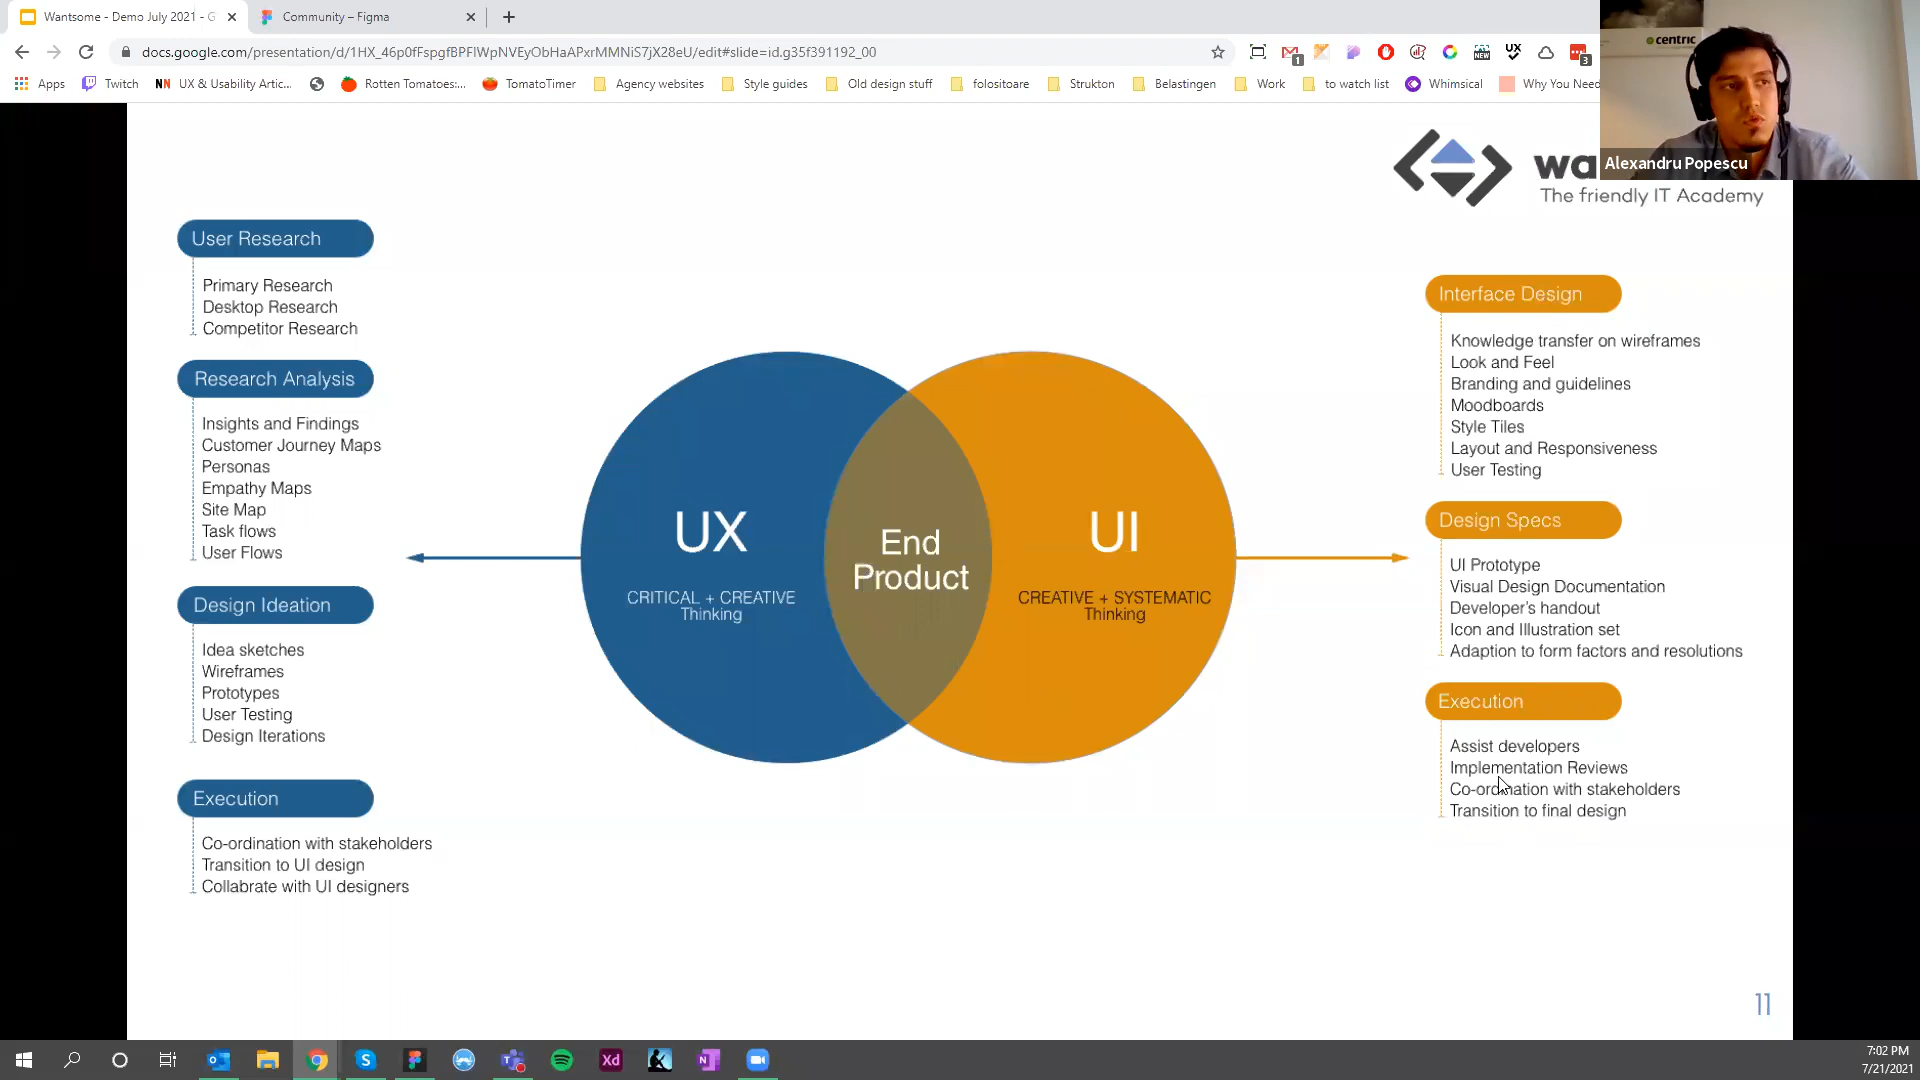 Wantsome - Demo July 2021 - G
Community – Figma
docs.google.com/presentation/d/1HX_46p0fFspgfBPFlWpNVEyObHaAPxrMMNiS7jX28eU/edit#slide=id.g35f391192_00
Apps
Twitch
UX & Usability Artic...
Rotten Tomatoes:...
TomatoTimer
Agency websites
Style guides
Old design stuff
folositoare
Strukton
Belastingen
Work
to watch list
Whimsical
Why You Need
centric
Alexandru Popescu
wa
The friendly IT Academy
User Research
Primary Research
Desktop Research
Competitor Research
Research Analysis
Insights and Findings
Customer Journey Maps
Personas
Empathy Maps
Site Map
Task flows
User Flows
Design Ideation
Idea sketches
Wireframes
Prototypes
User Testing
Design Iterations
Execution
Co-ordination with stakeholders
Transition to UI design
Collabrate with UI designers
UX
CRITICAL + CREATIVE
Thinking
End
Product
UI
CREATIVE + SYSTEMATIC
Thinking
Interface Design
Knowledge transfer on wireframes
Look and Feel
Branding and guidelines
Moodboards
Style Tiles
Layout and Responsiveness
User Testing
Design Specs
UI Prototype
Visual Design Documentation
Developer's handout
Icon and Illustration set
Adaption to form factors and resolutions
Execution
Assist developers
Implementation Reviews
Co-ordination with stakeholders
Transition to final design
11
7:02 PM
7/21/2021